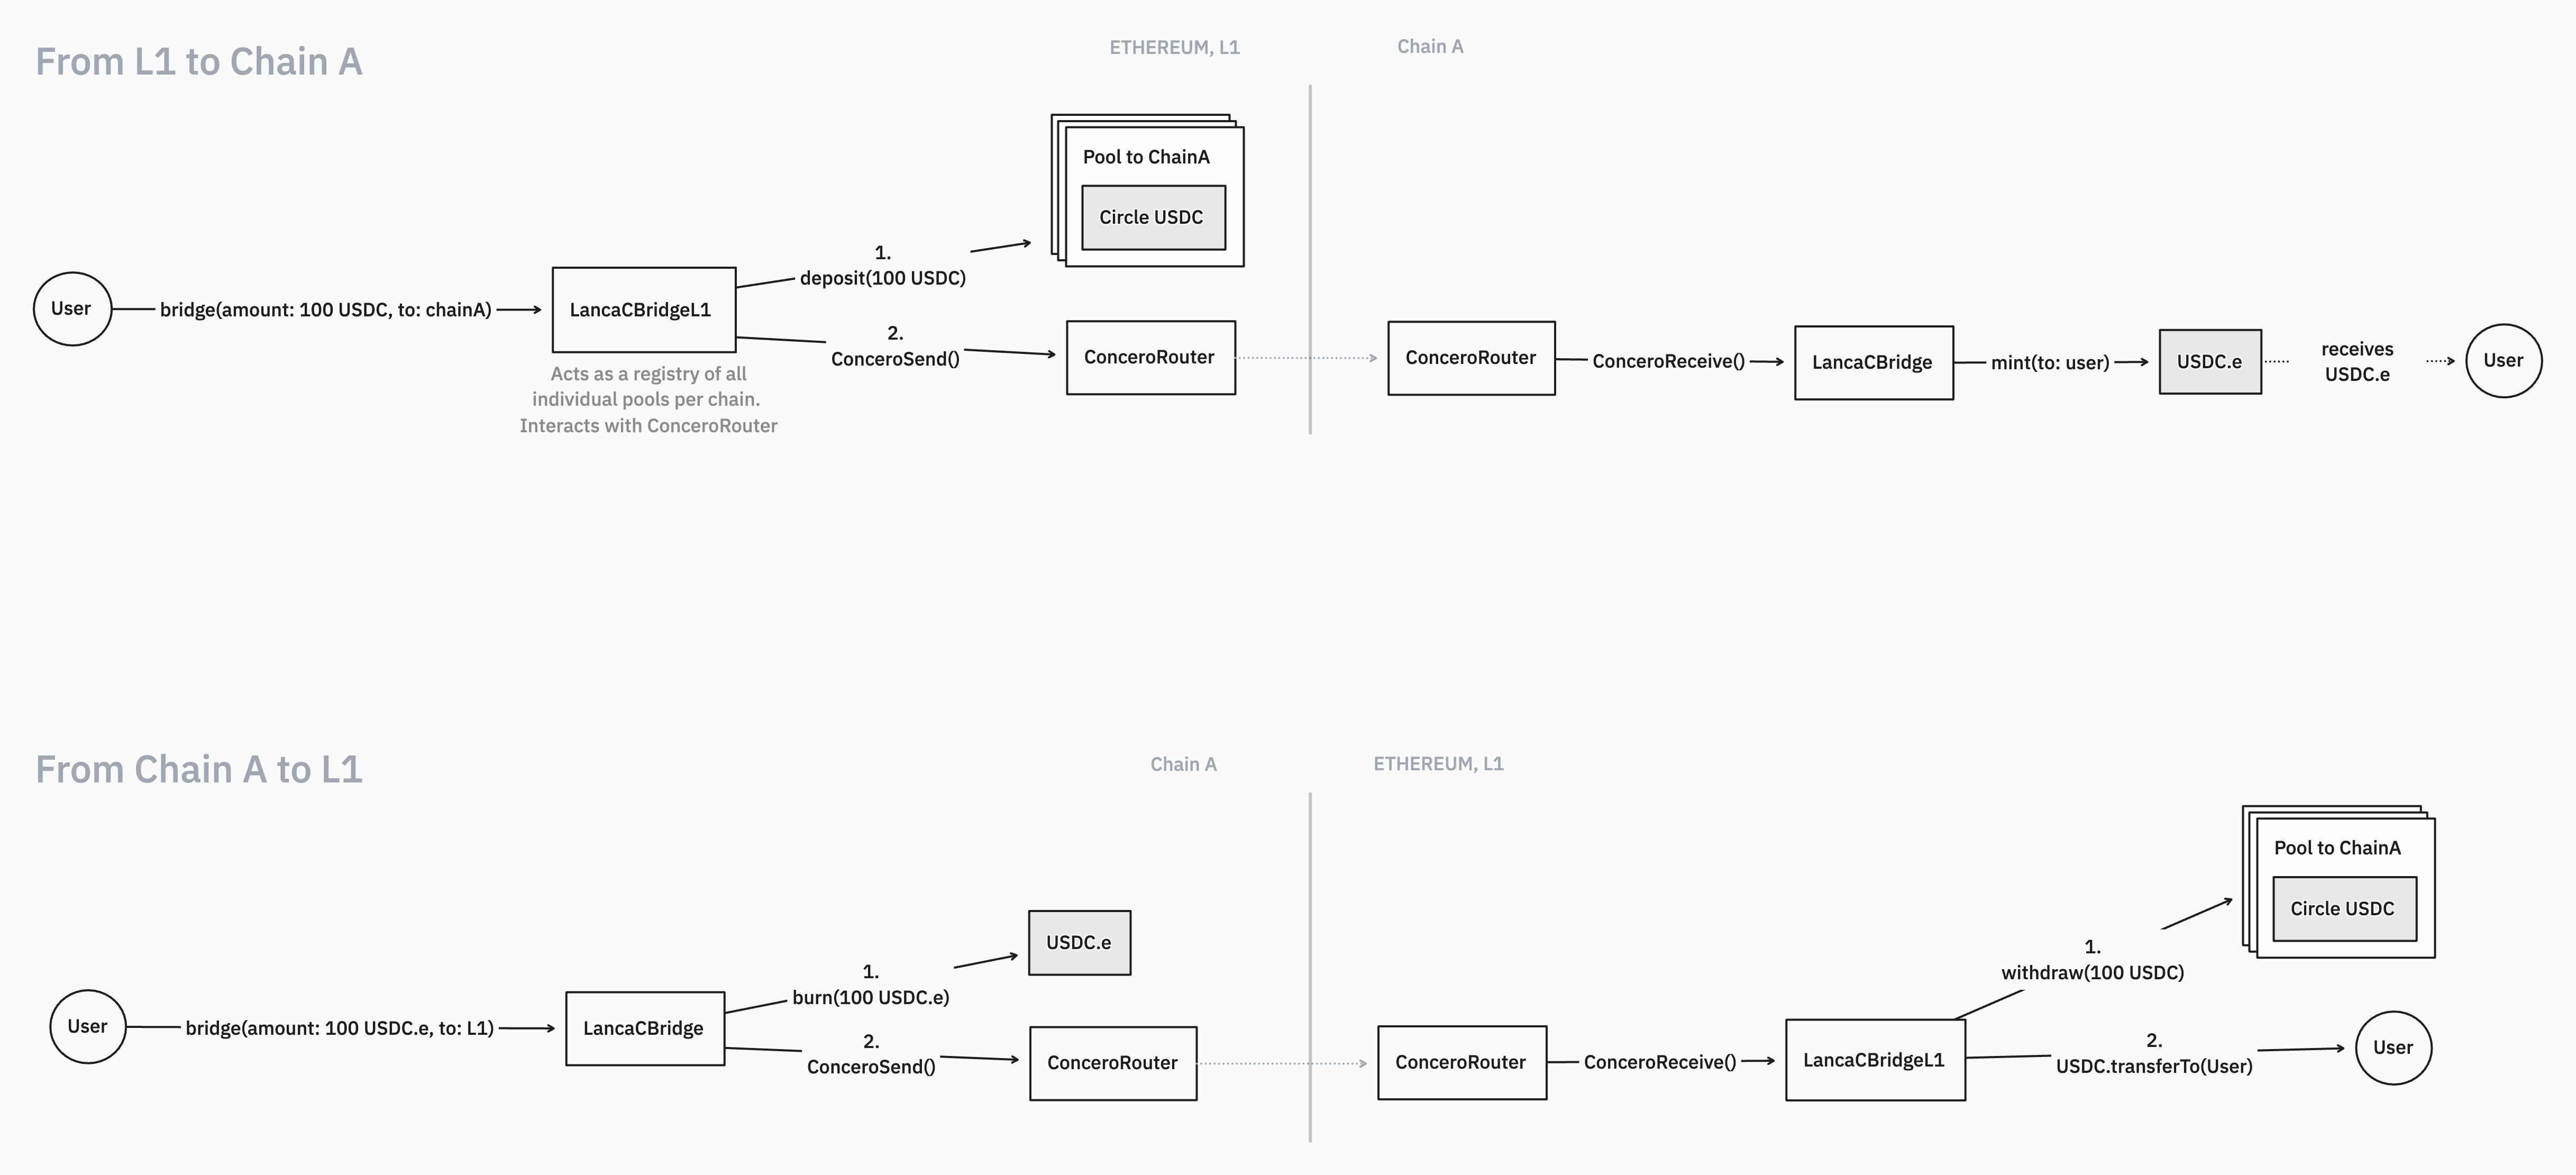 From L1 to Chain A
ETHEREUM, L1
Chain A
Pool to ChainA
Circle USDC
1.
deposit(100 USDC)
User
bridge(amount: 100 USDC, to: chainA)
LancaCBridgeL1
2.
ConceroSend()
ConceroRouter
Acts as a registry of all
individual pools per chain.
Interacts with ConceroRouter
ConceroRouter
ConceroReceive()
LancaCBridge
mint(to: user)
USDC.e
receives
USDC.e
User
From Chain A to L1
Chain A
ETHEREUM, L1
USDC.e
1.
burn(100 USDC.e)
User
bridge(amount: 100 USDC.e, to: L1)
LancaCBridge
2.
ConceroSend()
ConceroRouter
ConceroRouter
ConceroReceive()
LancaCBridgeL1
Pool to ChainA
Circle USDC
1.
withdraw(100 USDC)
2.
USDC.transferTo(User)
User